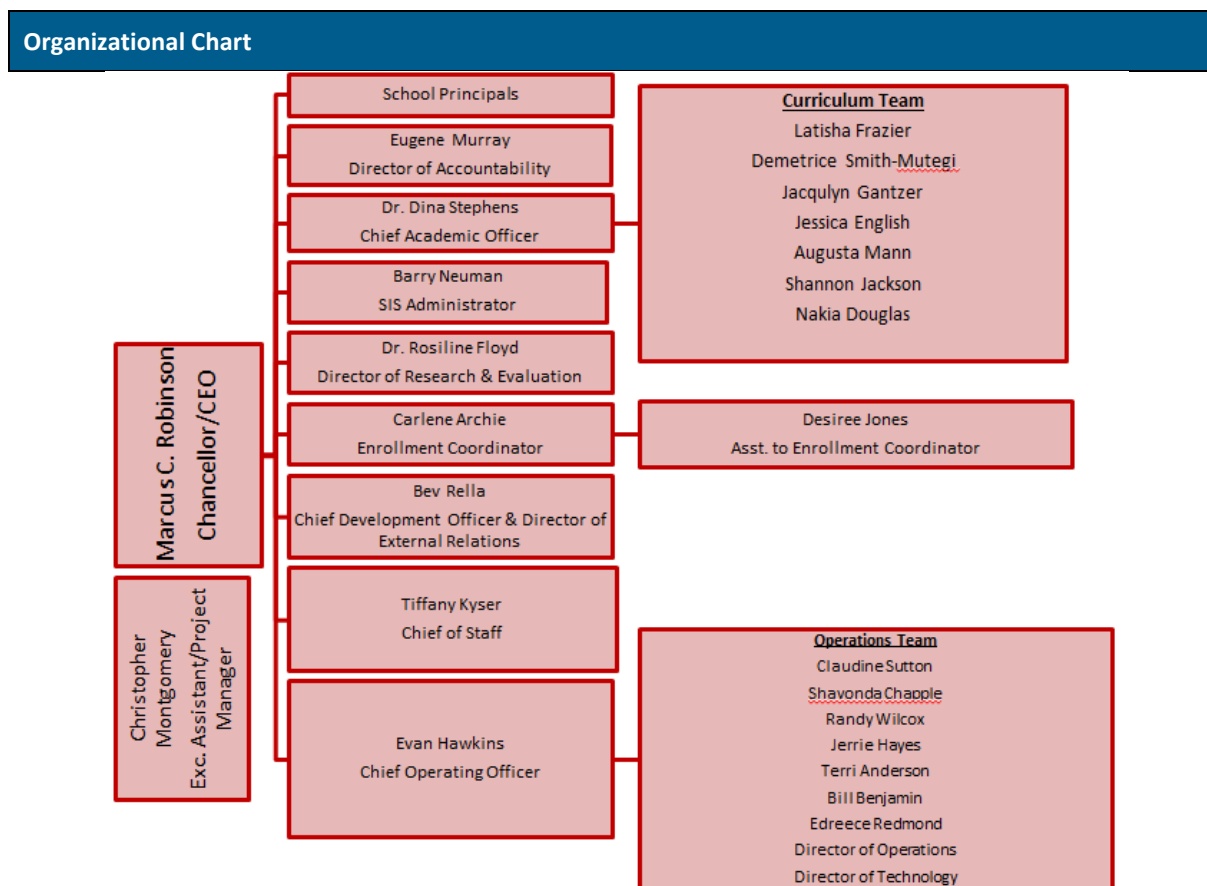 Organizational Chart
School Principals
Eugene Murray
Director of Accountability
Dr. Dina Stephens
Chief Academic Officer
Barry Neuman
SIS Administrator
Dr. Rosiline Floyd
Director of Research & Evaluation
Carlene Archie
Enrollment Coordinator
Bev Rella
Chief Development Officer & Director of
External Relations
Tiffany Kyser
Chief of Staff
Evan Hawkins
Chief Operating Officer
Marcus C. Robinson
Chancellor/CEO
Christopher
Montgomery
Exc. Assistant/Project
Manager
Curriculum Team
Latisha Frazier
Demetrice Smith-Mutegi
Jacqulyn Gantzer
Jessica English
Augusta Mann
Shannon Jackson
Nakia Douglas
Desiree Jones
Asst. to Enrollment Coordinator
Operations Team
Claudine Sutton
Shavonda Chapple
Randy Wilcox
Jerrie Hayes
Terri Anderson
Bill Benjamin
Edreece Redmond
Director of Operations
Director of Technology